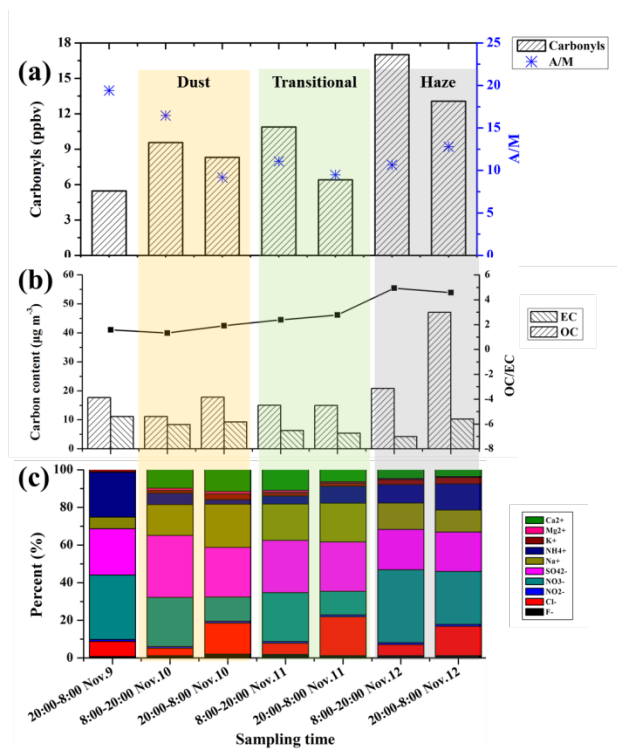 (a)
Dust
Transitional
Haze
Carbonyls
A/M
Carbonyls (ppbv)
18
15
12
9
6
3
0
A/M
25
20
15
10
5
0
(b)
Carbon content (μg m-3)
60
50
40
30
20
10
0
EC
OC
OC/EC
6
4
2
0
-2
-4
-6
-8
(c)
Percent (%)
100
80
60
40
20
0
Ca2+
Mg2+
K+
NH4+
Na+
SO42-
NO3-
NO2-
Cl-
F-
20:00-8:00 Nov.9
8:00-20:00 Nov.10
20:00-8:00 Nov.10
8:00-20:00 Nov.11
20:00-8:00 Nov.11
8:00-20:00 Nov.12
20:00-8:00 Nov.12
Sampling time